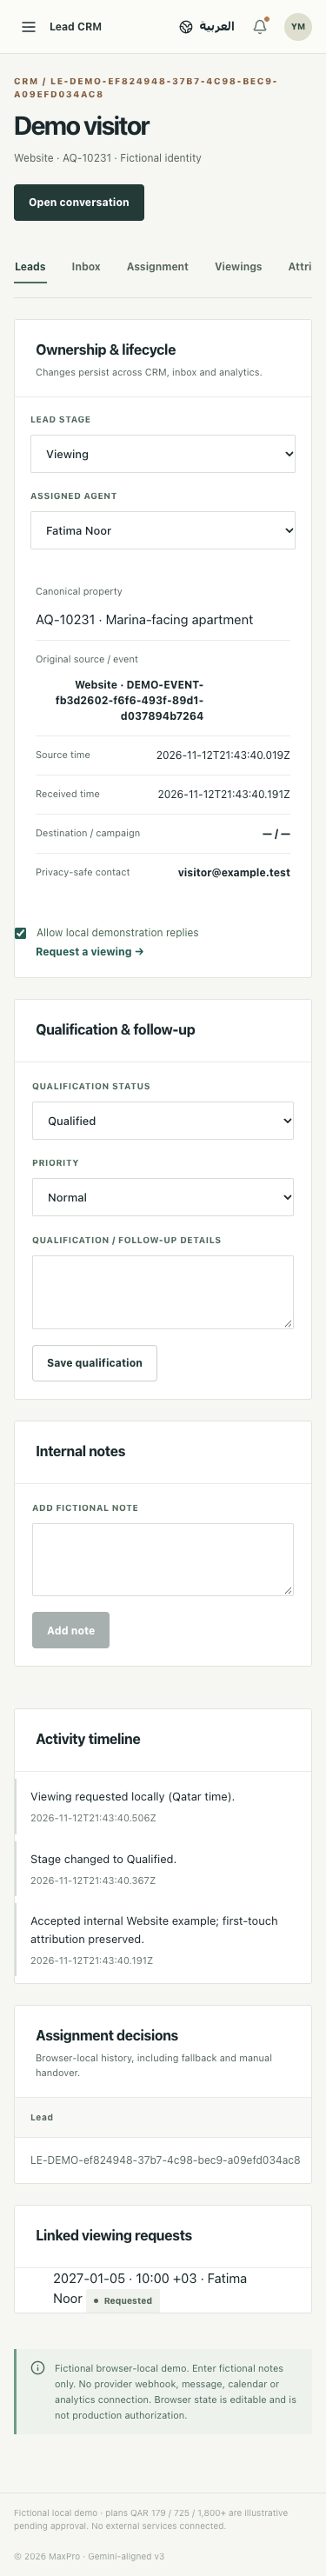 Lead CRM
العربية
YM
CRM / LE-DEMO-EF824948-37B7-4C98-BEC9-
A09EFD034AC8
Demo visitor
Website · AQ-10231 · Fictional identity
Open conversation
Leads Inbox Assignment Viewings Attri
Ownership & lifecycle
Changes persist across CRM, inbox and analytics.
LEAD STAGE
Viewing
ASSIGNED AGENT
Fatima Noor
Canonical property
AQ-10231 · Marina-facing apartment
Original source / event
Website · DEMO-EVENT-
fb3d2602-f6f6-493f-89d1-
d037894b7264
Source time 2026-11-12T21:43:40.019Z
Received time 2026-11-12T21:43:40.191Z
Destination / campaign — / —
Privacy-safe contact visitor@example.test
Allow local demonstration replies
Request a viewing →
Qualification & follow-up
QUALIFICATION STATUS
Qualified
PRIORITY
Normal
QUALIFICATION / FOLLOW-UP DETAILS
Save qualification
Internal notes
ADD FICTIONAL NOTE
Add note
Activity timeline
Viewing requested locally (Qatar time).
2026-11-12T21:43:40.506Z
Stage changed to Qualified.
2026-11-12T21:43:40.367Z
Accepted internal Website example; first-touch
attribution preserved.
2026-11-12T21:43:40.191Z
Assignment decisions
Browser-local history, including fallback and manual
handover.
Lead
LE-DEMO-ef824948-37b7-4c98-bec9-a09efd034ac8
Linked viewing requests
2027-01-05 · 10:00 +03 · Fatima
Noor • Requested
Fictional browser-local demo. Enter fictional notes
only. No provider webhook, message, calendar or
analytics connection. Browser state is editable and is
not production authorization.
Fictional local demo · plans QAR 179 / 725 / 1,800+ are illustrative
pending approval. No external services connected.
© 2026 MaxPro · Gemini-aligned v3